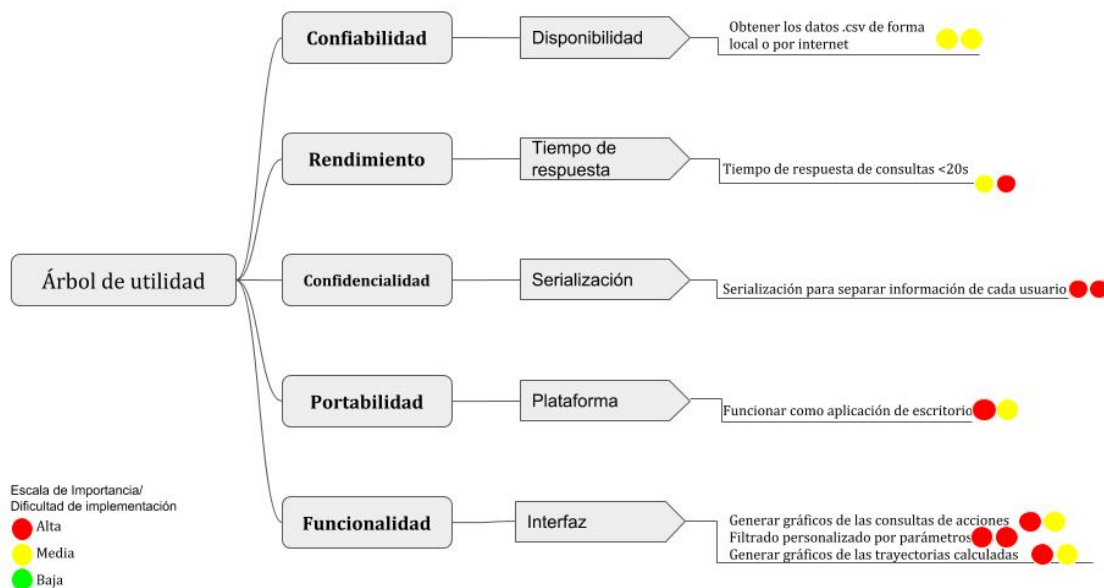 Confiabilidad
Disponibilidad
Obtener los datos .csv de forma
local o por internet
Rendimiento
Tiempo de
respuesta
Tiempo de respuesta de consultas <20s
Árbol de utilidad
Confidencialidad
Serialización
Serialización para separar información de cada usuario
Portabilidad
Plataforma
Funcionar como aplicación de escritorio
Funcionalidad
Interfaz
Generar gráficos de las consultas de acciones
Filtrado personalizado por parámetros
Generar gráficos de las trayectorias calculadas
Escala de Importancia/
Dificultad de implementación
Alta
Media
Baja